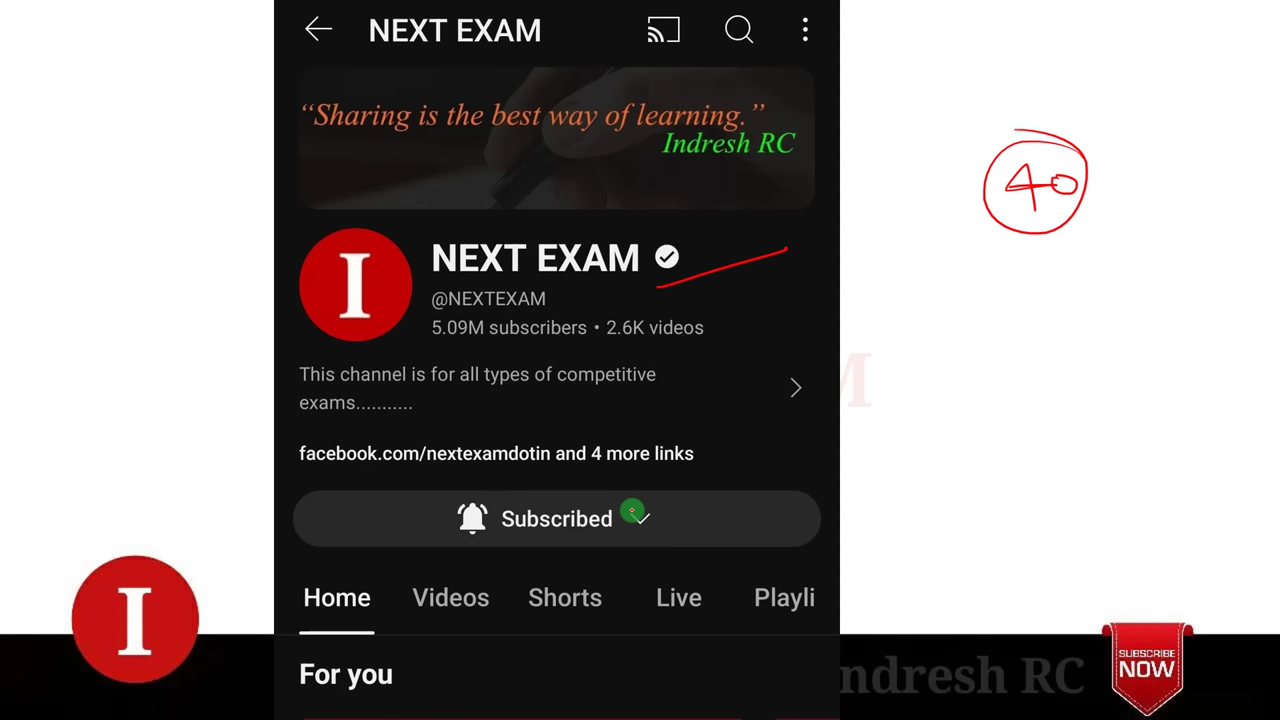 NEXT EXAM
“Sharing is the best way of learning.”
Indresh RC
40
I
NEXT EXAM
@NEXTEXAM
5.09M subscribers • 2.6K videos
M
This channel is for all types of competitive
exams...........
facebook.com/nextexamdotin and 4 more links
Subscribed
Home Videos Shorts Live Playli
I
For you
ndresh RC
SUBSCRIBE
NOW